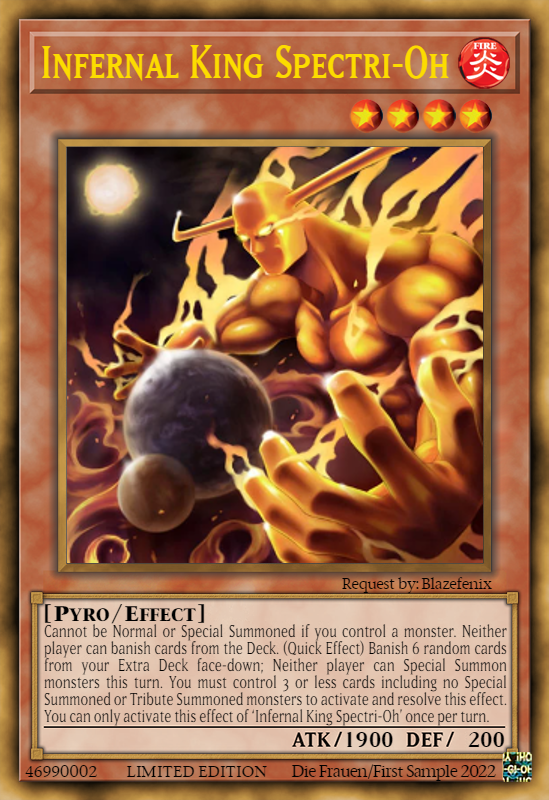 Infernal King Spectri-Oh
FIRE
炎
Request by: Blazefenix
[Pyro/Effect]
Cannot be Normal or Special Summoned if you control a monster. Neither
player can banish cards from the Deck. (Quick Effect) Banish 6 random cards
from your Extra Deck face-down; Neither player can Special Summon
monsters this turn. You must control 3 or less cards including no Special
Summoned or Tribute Summoned monsters to activate and resolve this effect.
You can only activate this effect of 'Infernal King Spectri-Oh' once per turn.
ATK/1900 DEF/ 200
46990002 LIMITED EDITION Die Frauen/First Sample 2022